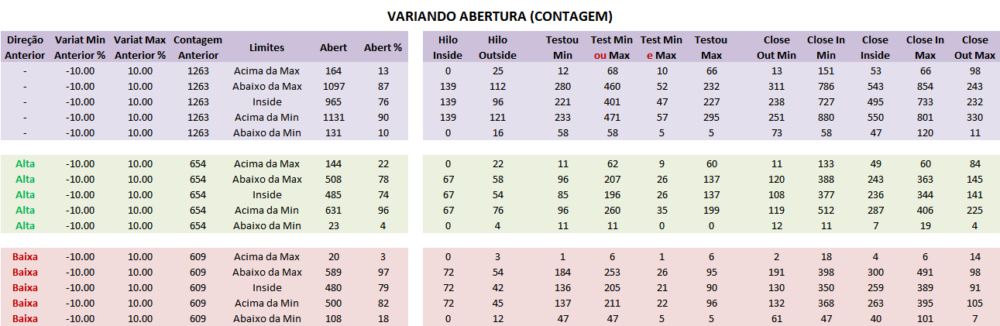 VARIANDO ABERTURA (CONTAGEM)
Direção Variat Min Variat Max Contagem Limites Abert Abert % Hilo Hilo Testou Test Min Test Min Testou Close Close In Close Close In Close
Anterior Anterior % Anterior % Anterior Inside Outside Min ou Max e Max Max Out Min Min Inside Max Out Max
- -10.00 10.00 1263 Acima da Max 164 13 0 25 12 68 10 66 13 151 53 66 98
- -10.00 10.00 1263 Abaixo da Max 1097 87 139 112 280 460 52 232 311 786 543 854 243
- -10.00 10.00 1263 Inside 965 76 139 96 221 401 47 227 238 727 495 733 232
- -10.00 10.00 1263 Acima da Min 1131 90 139 121 233 471 57 295 251 880 550 801 330
- -10.00 10.00 1263 Abaixo da Min 131 10 0 16 58 58 5 5 73 58 47 120 11
Alta -10.00 10.00 654 Acima da Max 144 22 0 22 11 62 9 60 11 133 49 60 84
Alta -10.00 10.00 654 Abaixo da Max 508 78 67 58 96 207 26 137 120 388 243 363 145
Alta -10.00 10.00 654 Inside 485 74 67 54 85 196 26 137 108 377 236 344 141
Alta -10.00 10.00 654 Acima da Min 631 96 67 76 96 260 35 199 119 512 287 406 225
Alta -10.00 10.00 654 Abaixo da Min 23 4 0 4 11 11 0 0 12 11 7 19 4
Baixa -10.00 10.00 609 Acima da Max 20 3 0 3 1 6 1 6 2 18 4 6 14
Baixa -10.00 10.00 609 Abaixo da Max 589 97 72 54 184 253 26 95 191 398 300 491 98
Baixa -10.00 10.00 609 Inside 480 79 72 42 136 205 21 90 130 350 259 389 91
Baixa -10.00 10.00 609 Acima da Min 500 82 72 45 137 211 22 96 132 368 263 395 105
Baixa -10.00 10.00 609 Abaixo da Min 108 18 0 12 47 47 5 5 61 47 40 101 7